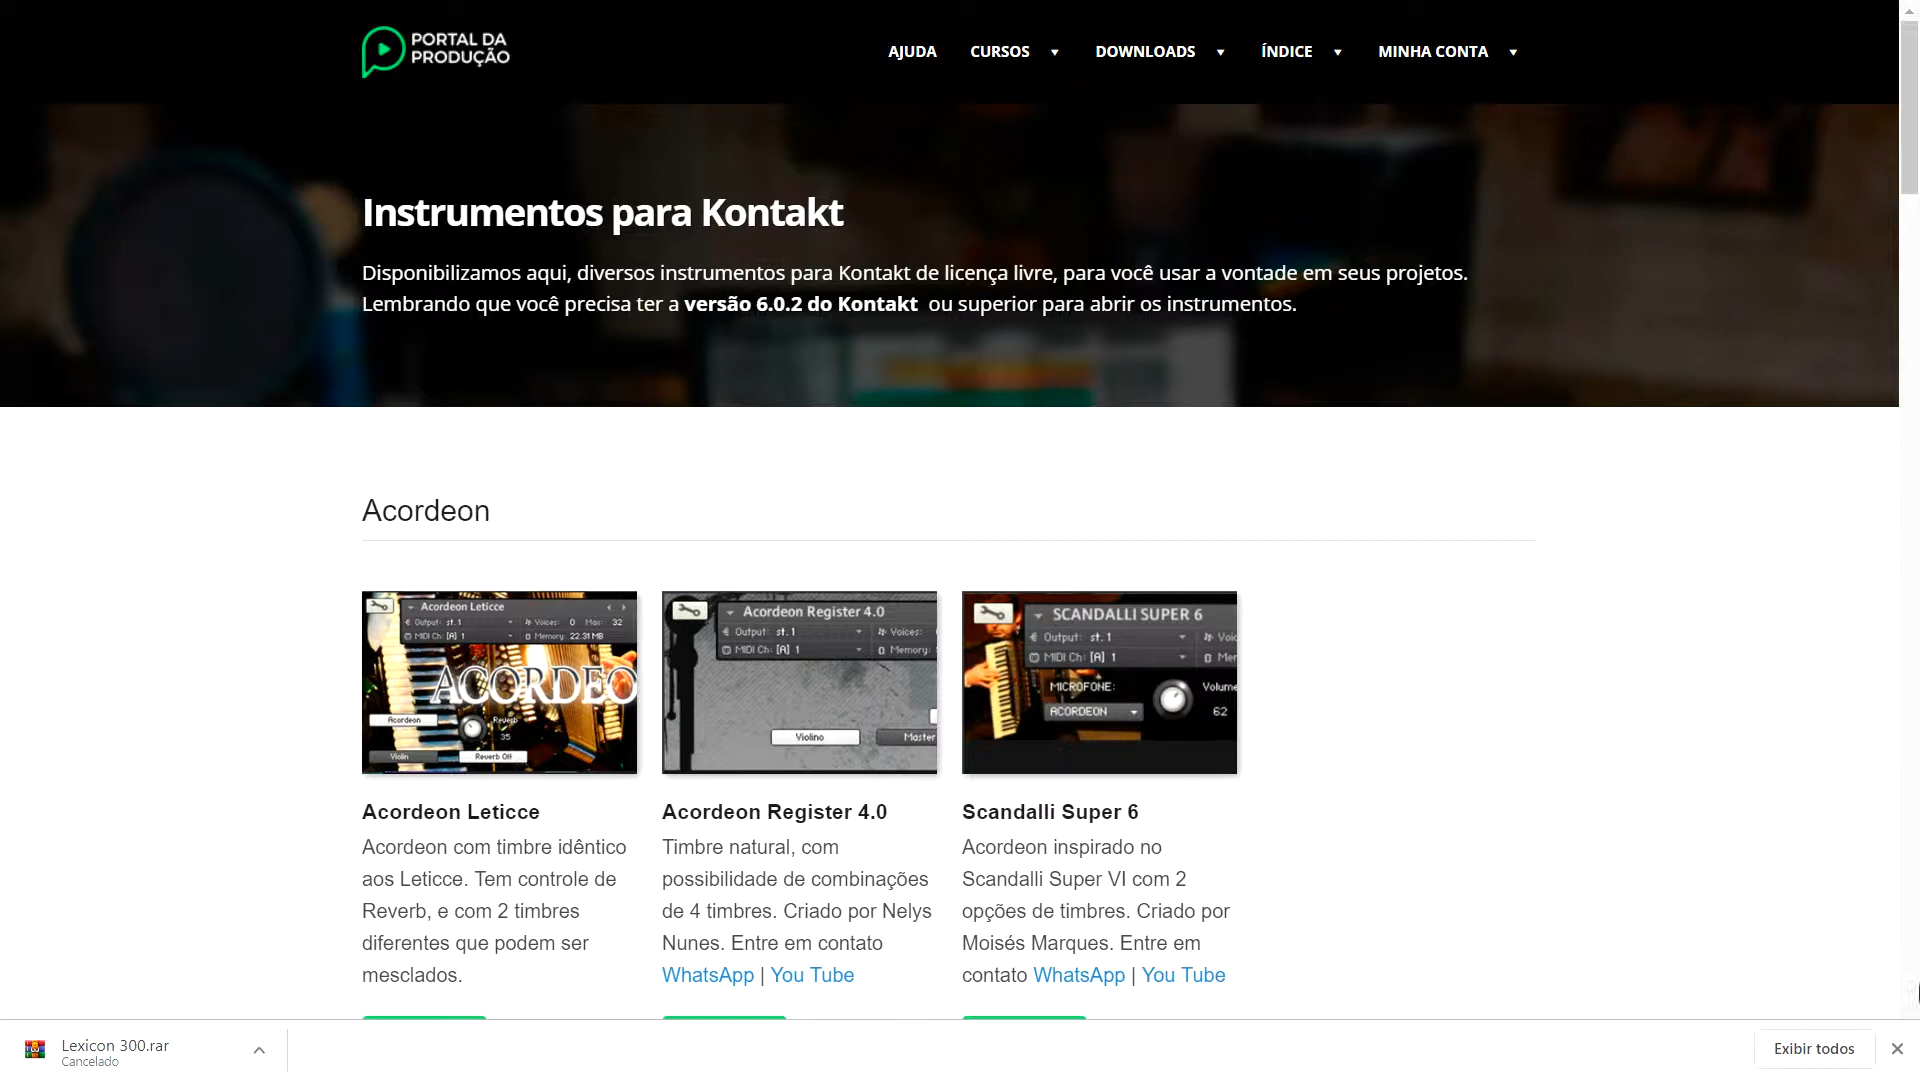 PORTAL DA
PRODUÇÃO
AJUDA CURSOS DOWNLOADS ÍNDICE MINHA CONTA
Instrumentos para Kontakt
Disponibilizamos aqui, diversos instrumentos para Kontakt de licença livre, para você usar a vontade em seus projetos.
Lembrando que você precisa ter a versão 6.0.2 do Kontakt ou superior para abrir os instrumentos.
Acordeon
Acordeon Leticce
Output: st.1 Voices: 0 Max: 32
MIDI Ch: [A] 1 Memory: 22.31 MB
ACORDEO
Acordeon
Reverb
35
Violin
Reverb Off
Acordeon Register 4.0
Output: st.1 Voices:
MIDI Ch: [A] 1 Memory:
Violino
Master
SCANDALLI SUPER 6
Output: st.1 Voic
MIDI Ch: [A] 1 Mer
MICROFONE:
Volume
ACORDEON
62
Acordeon Leticce
Acordeon com timbre idêntico
aos Leticce. Tem controle de
Reverb, e com 2 timbres
diferentes que podem ser
mesclados.
Acordeon Register 4.0
Timbre natural, com
possibilidade de combinações
de 4 timbres. Criado por Nelys
Nunes. Entre em contato
WhatsApp | You Tube
Scandalli Super 6
Acordeon inspirado no
Scandalli Super VI com 2
opções de timbres. Criado por
Moisés Marques. Entre em
contato WhatsApp | You Tube
Lexicon 300.rar
Cancelado
Exibir todos